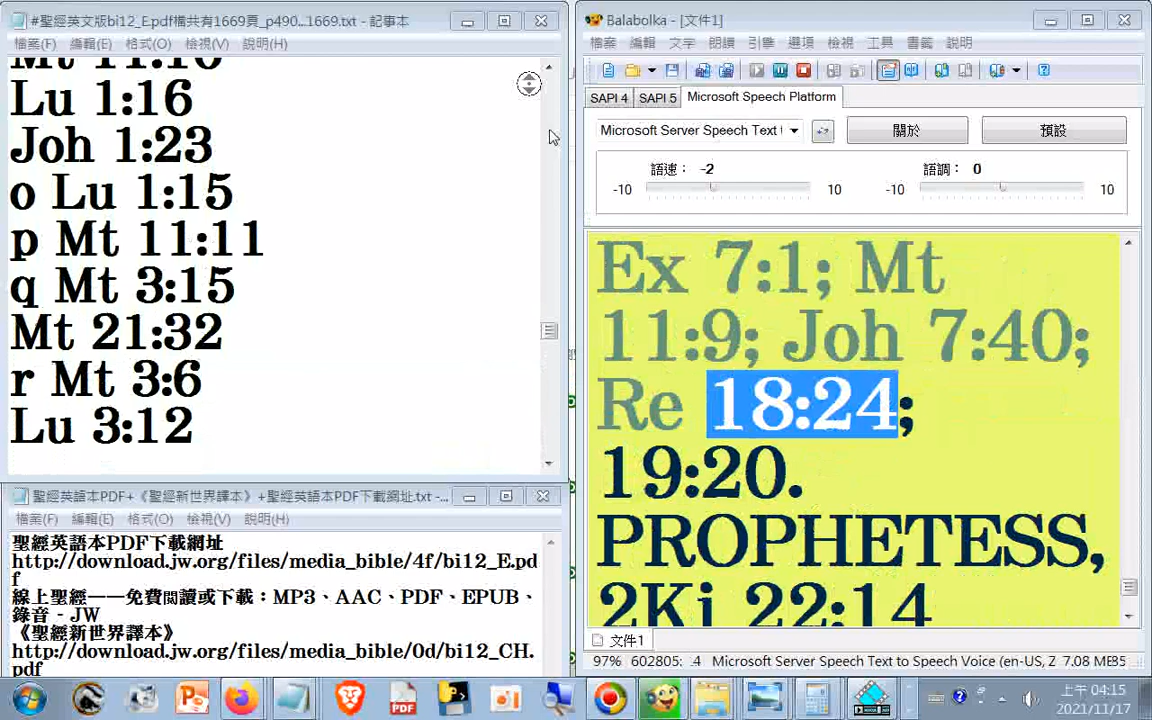 #聖經英文版bi12_E.pdf檔共有1669頁_p490...1669.txt - 記事本
檔案(F) 編輯(E) 格式(O) 檢視(V) 說明(H)
Lu 1:16
Joh 1:23
o Lu 1:15
p Mt 11:11
q Mt 3:15
Mt 21:32
r Mt 3:6
Lu 3:12
聖經英語本PDF+《聖經新世界譯本》+聖經英語本PDF下載網址.txt -...
檔案(F) 編輯(E) 格式(O) 檢視(V) 說明(H)
聖經英語本PDF下載網址
http://download.jw.org/files/media_bible/4f/bi12_E.pd
f
線上聖經——免費閱讀或下載：MP3、AAC、PDF、EPUB、
錄音 - JW
《聖經新世界譯本》
http://download.jw.org/files/media_bible/0d/bi12_CH.
pdf
Balabolka - [文件1]
檔案 編輯 文字 朗讀 引擎 選項 檢視 工具 書籤 說明
SAPI 4 SAPI 5 Microsoft Speech Platform
Microsoft Server Speech Text 關於 預設
語速： -2 語調： 0
-10 10 -10 10
Ex 7:1; Mt
11:9; Joh 7:40;
Re 18:24;
19:20.
PROPHETESS,
2Ki 22:14
文件1
97% Microsoft Server Speech Text to Speech Voice (en-US, Z 7.08 MB
上午 04:15
2021/11/17